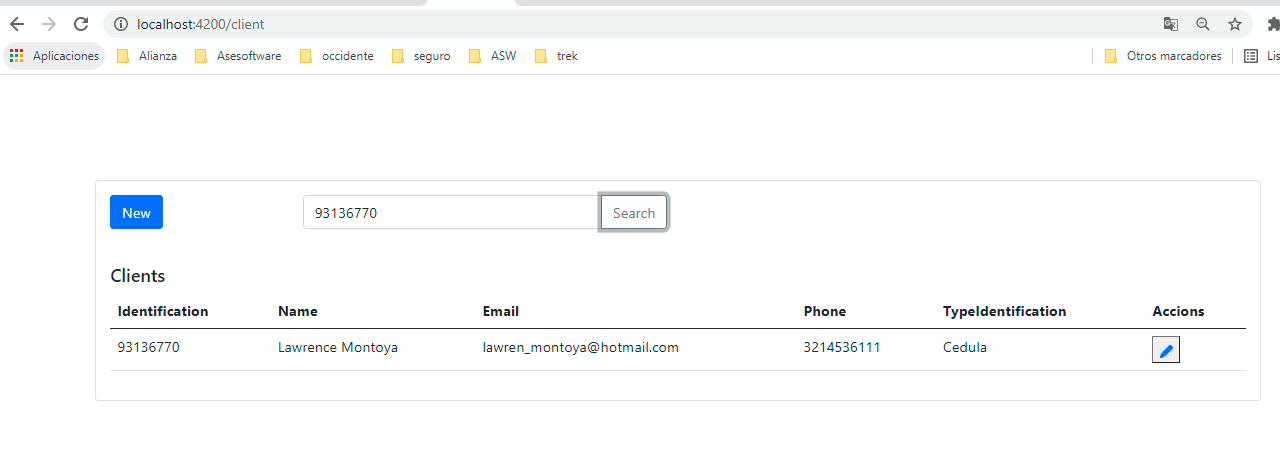 localhost:4200/client
Aplicaciones Alianza Asesoftware occidente seguro ASW trek Otros marcadores Lis
New 93136770 Search
Clients
Identification Name Email Phone TypeIdentification Accions
93136770 Lawrence Montoya lawren_montoya@hotmail.com 3214536111 Cedula